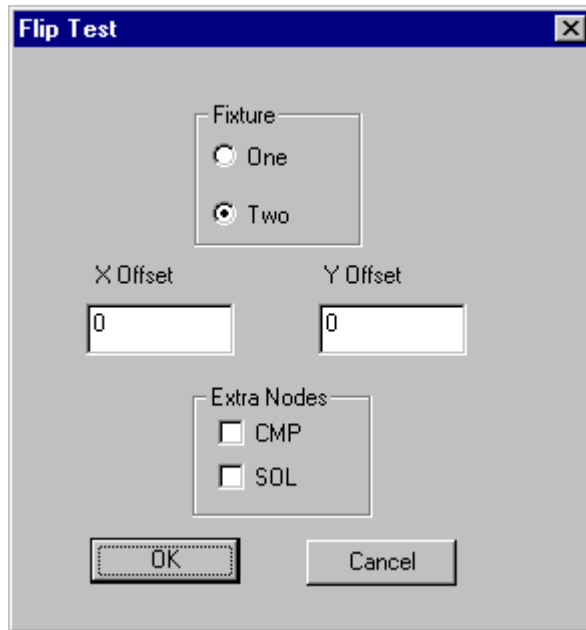 Flip Test
Fixture
One
Two
X Offset
Y Offset
0
0
Extra Nodes
CMP
SOL
OK
Cancel